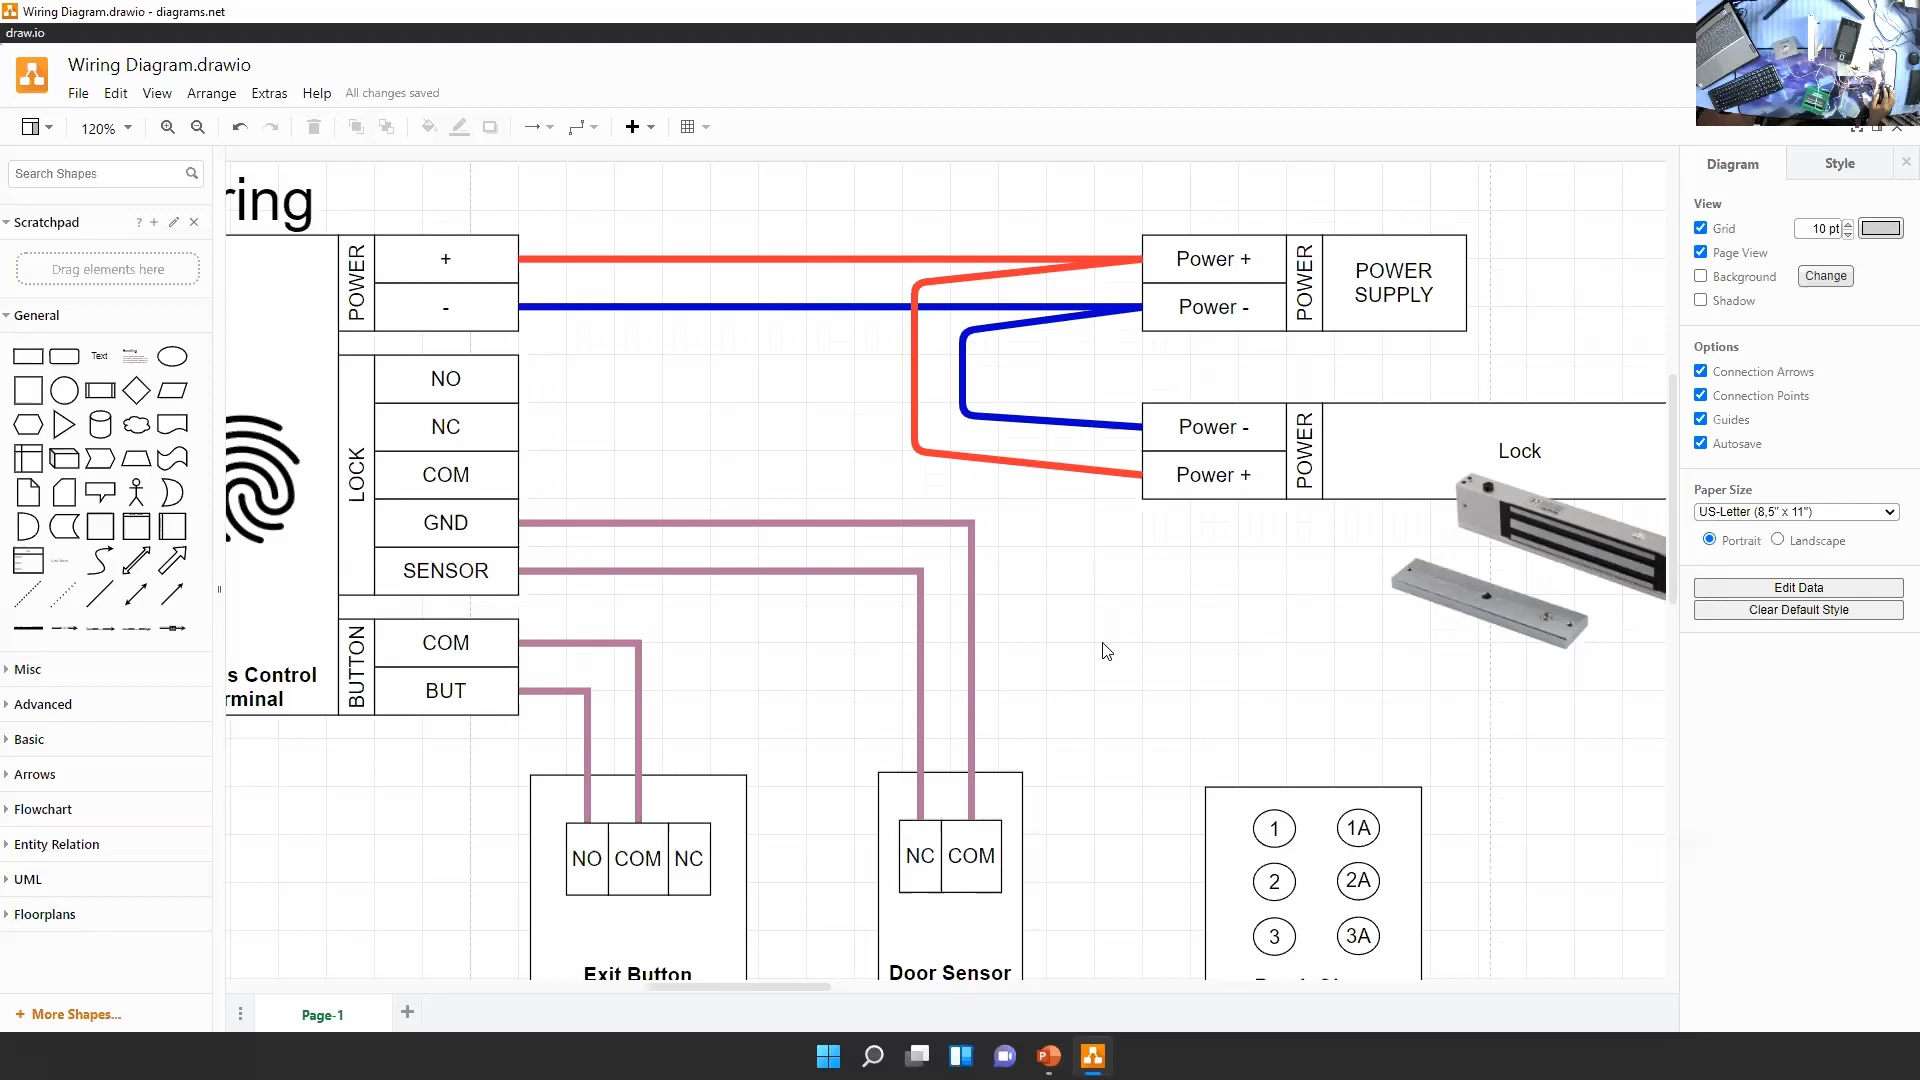 Wiring Diagram.drawio - diagrams.net
draw.io
Wiring Diagram.drawio
File Edit View Arrange Extras Help All changes saved
120%
Search Shapes
Scratchpad
?
Drag elements here
General
Text
Heading
Misc
Advanced
Basic
Arrows
Flowchart
Entity Relation
UML
Floorplans
+ More Shapes...
ring
POWER
+
-
LOCK
NO
NC
COM
GND
SENSOR
BUTTON
COM
BUT
s Control
rminal
Power +
Power -
POWER
POWER
SUPPLY
Power -
Power +
POWER
Lock
NO COM NC
Exit Button
NC COM
Door Sensor
1 1A
2 2A
3 3A
Page-1
Diagram Style
View
Grid 10 pt
Page View
Background Change
Shadow
Options
Connection Arrows
Connection Points
Guides
Autosave
Paper Size
US-Letter (8,5" x 11")
Portrait Landscape
Edit Data
Clear Default Style